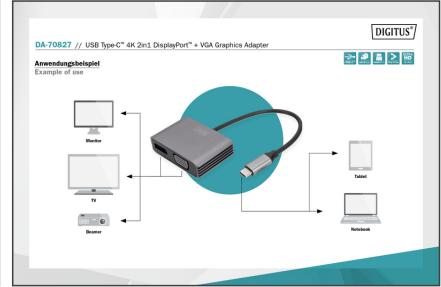 DIGITUS®
DA-70827 // USB Type-C™ 4K 2in1 DisplayPort™ + VGA Graphics Adapter
Anwendungsbeispiel
Example of use
Monitor
TV
Beamer
Tablet
Notebook